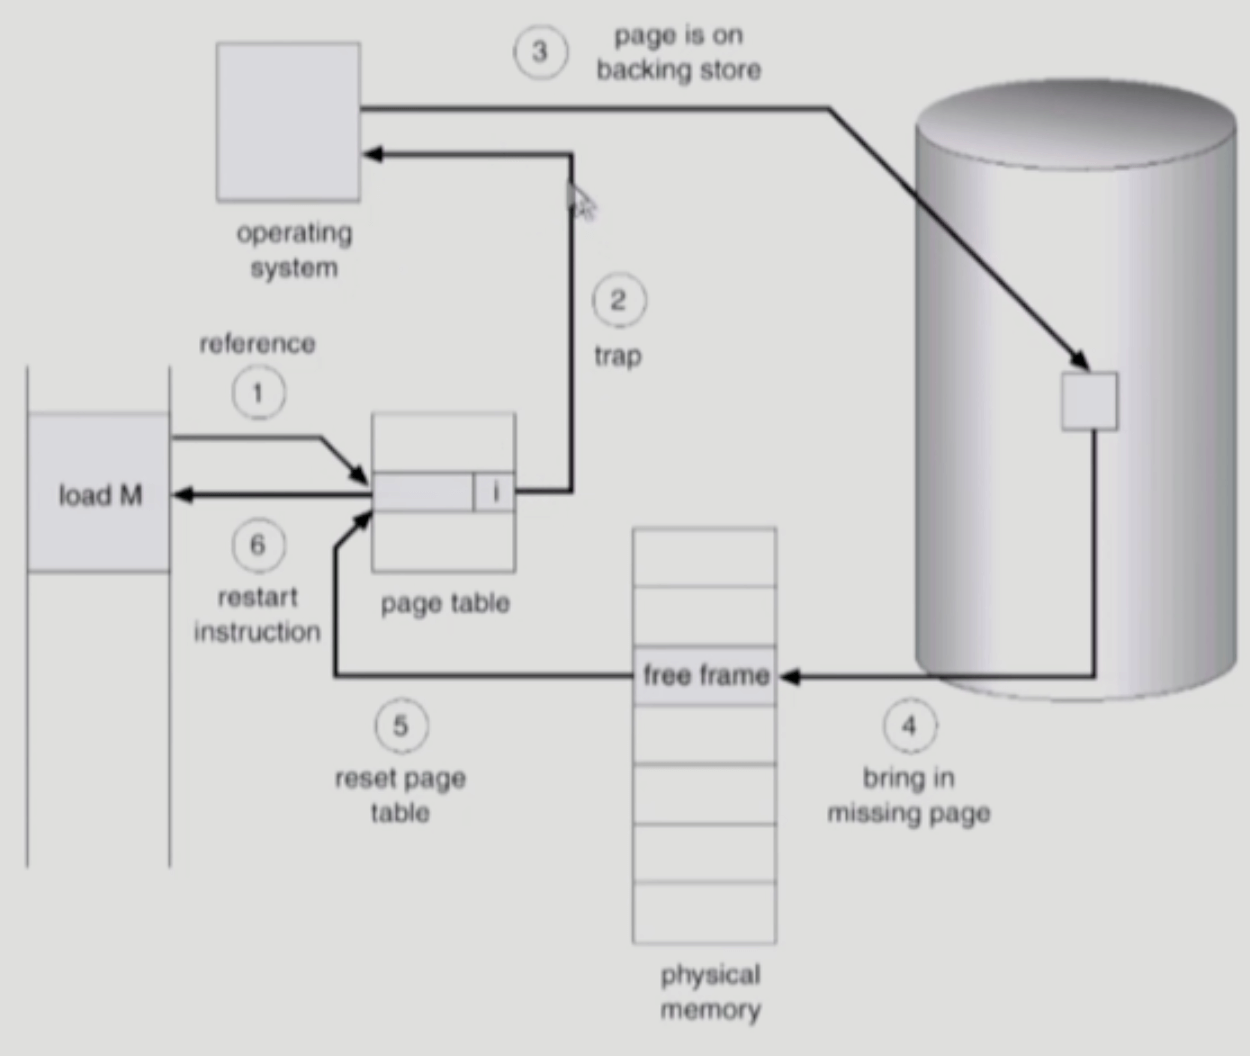 3
page is on
backing store
operating
system
2
trap
reference
1
load M
i
6
restart
instruction
page table
free frame
5
reset page
table
4
bring in
missing page
physical
memory